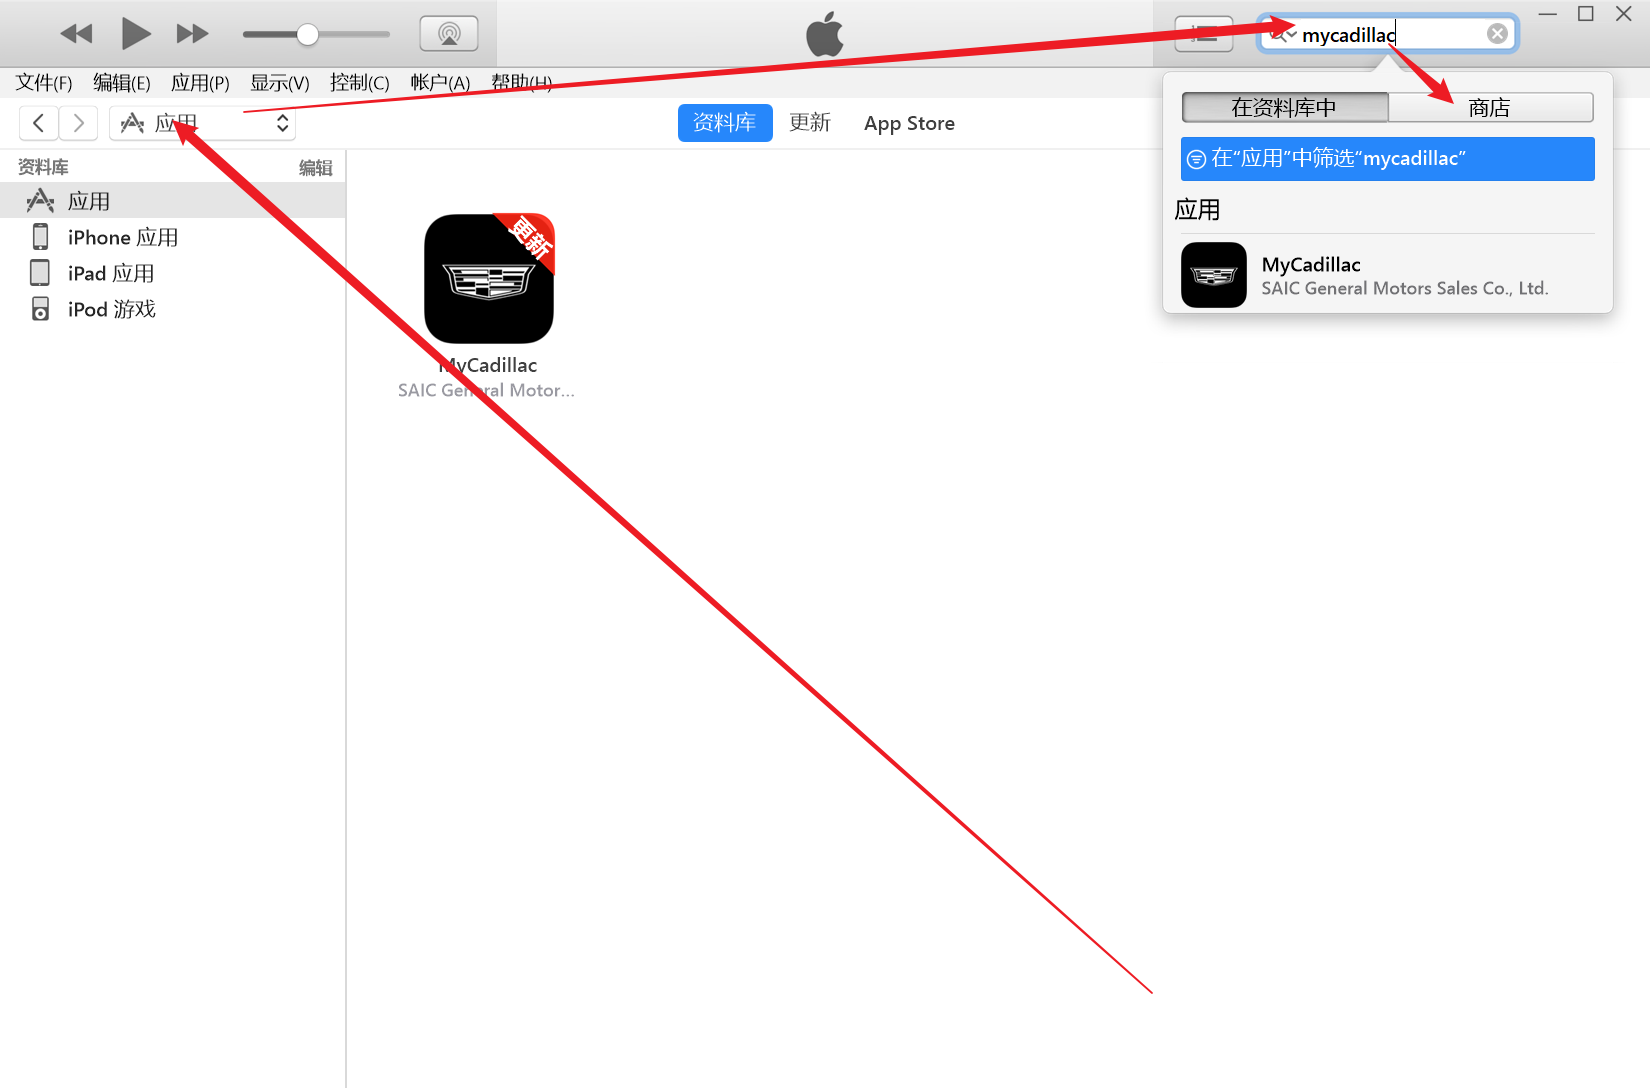 mycadillac
文件(F) 编辑(E) 应用(P) 显示(V) 控制(C) 帐户(A) 帮助(H)
应用
资料库 更新 App Store
在资料库中 商店
在“应用”中筛选“mycadillac”
应用
MyCadillac
SAIC General Motors Sales Co., Ltd.
资料库 编辑
应用
iPhone 应用
iPad 应用
iPod 游戏
更新
MyCadillac
SAIC General Motor...